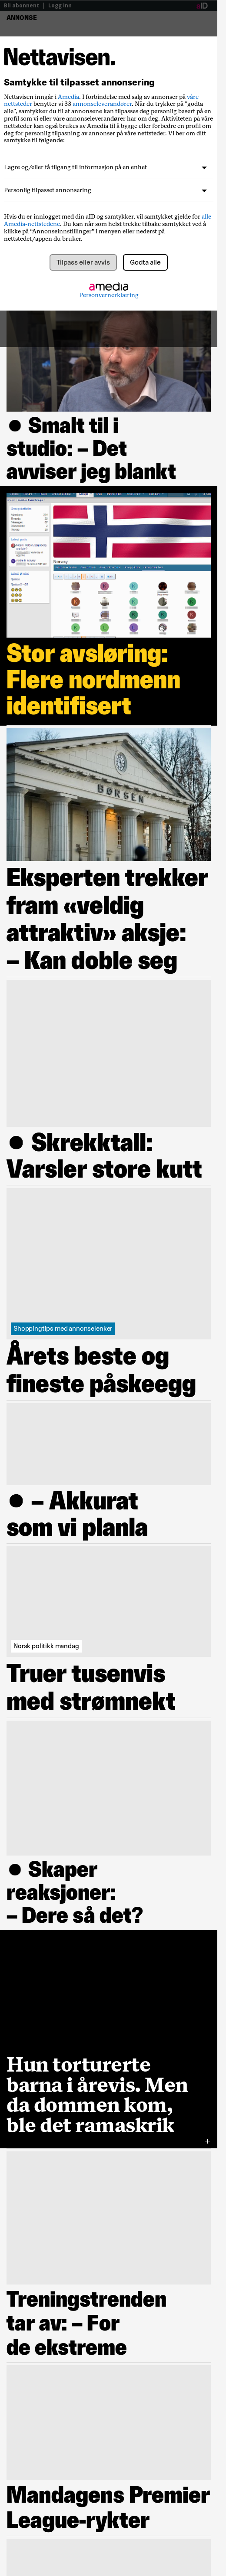 Bli abonnent | Logg inn
aID
ANNONSE
Nettavisen.
Samtykke til tilpasset annonsering
Nettavisen inngår i Amedia. I forbindelse med salg av annonser på våre
nettsteder benytter vi 33 annonseleverandører. Når du trykker på "godta
alle", samtykker du til at annonsene kan tilpasses deg personlig basert på en
profil som vi eller våre annonseleverandører har om deg. Aktiviteten på våre
nettsider kan også brukes av Amedia til å bygge eller forbedre en profil om
deg for personlig tilpassing av annonser på våre nettsteder. Vi ber om ditt
samtykke til følgende:
Lagre og/eller få tilgang til informasjon på en enhet
Personlig tilpasset annonsering
Hvis du er innlogget med din aID og samtykker, vil samtykket gjelde for alle
Amedia-nettstedene. Du kan når som helst trekke tilbake samtykket ved å
klikke på "Annonseinnstillinger" i menyen eller nederst på
nettstedet/appen du bruker.
Tilpass eller avvis
Godta alle
amedia
Personvernerklæring
● Smalt til i
studio: – Det
avviser jeg blankt
Stor avsløring:
Flere nordmenn
identifisert
BØRSEN
Eksperten trekker
fram «veldig
attraktiv» aksje:
– Kan doble seg
● Skrekktall:
Varsler store kutt
Shoppingtips med annonselenker
Årets beste og
fineste påskeegg
● – Akkurat
som vi planla
Norsk politikk mandag
Truer tusenvis
med strømnekt
● Skaper
reaksjoner:
– Dere så det?
Hun torturerte
barna i årevis. Men
da dommen kom,
ble det ramaskrik
+
Treningstrenden
tar av: – For
de ekstreme
Mandagens Premier
League-rykter